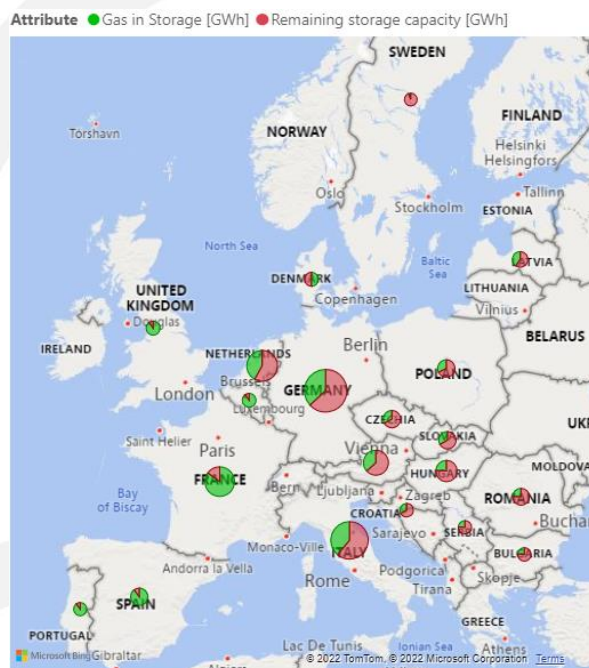 Attribute Gas in Storage [GWh] Remaining storage capacity [GWh]
SWEDEN
Tórshavn
NORWAY
FINLAND
Helsinki
Helsingfors
Oslo
Tallinn
Stockholm
ESTONIA
North Sea
Baltic
Sea
LATVIA
DENMARK
UNITED
KINGDOM
Copenhagen
LITHUANIA
Vilnius
Douglas
BELARUS
IRELAND
NETHERLANDS
Berlin
Brussels
GERMANY
POLAND
London
Luxembourg
CZECHIA
UKR
Saint Helier
Paris
SLOVAKIA
Vienna
FRANCE
Bern
HUNGARY
MOLDOVA
Ljubljana
Zagreb
ROMANIA
Bay
of Biscay
CROATIA
Buchar
Monaco-Ville
Sarajevo
SERBIA
Andorra la Vella
ITALY
BULGARIA
Podgorica
Skopje
Rome
Tirana
SPAIN
GREECE
PORTUGAL
Microsoft Bing
Gibraltar
Lac De Tunis
Ionian Sea
Athens
Algiers
© 2022 TomTom, © 2022 Microsoft Corporation Terms